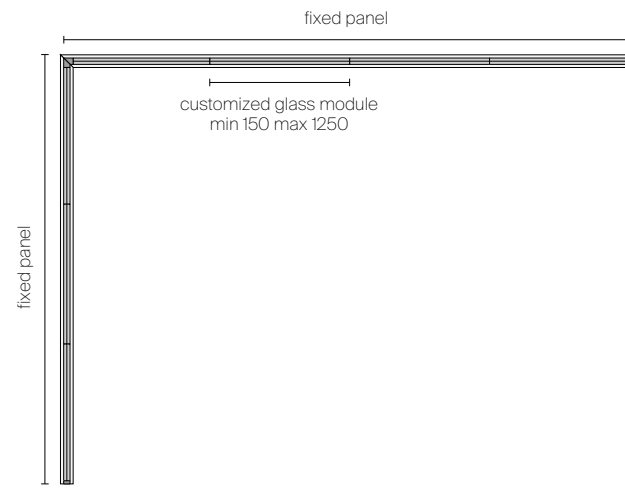 fixed panel
customized glass module
min 150 max 1250
fixed panel